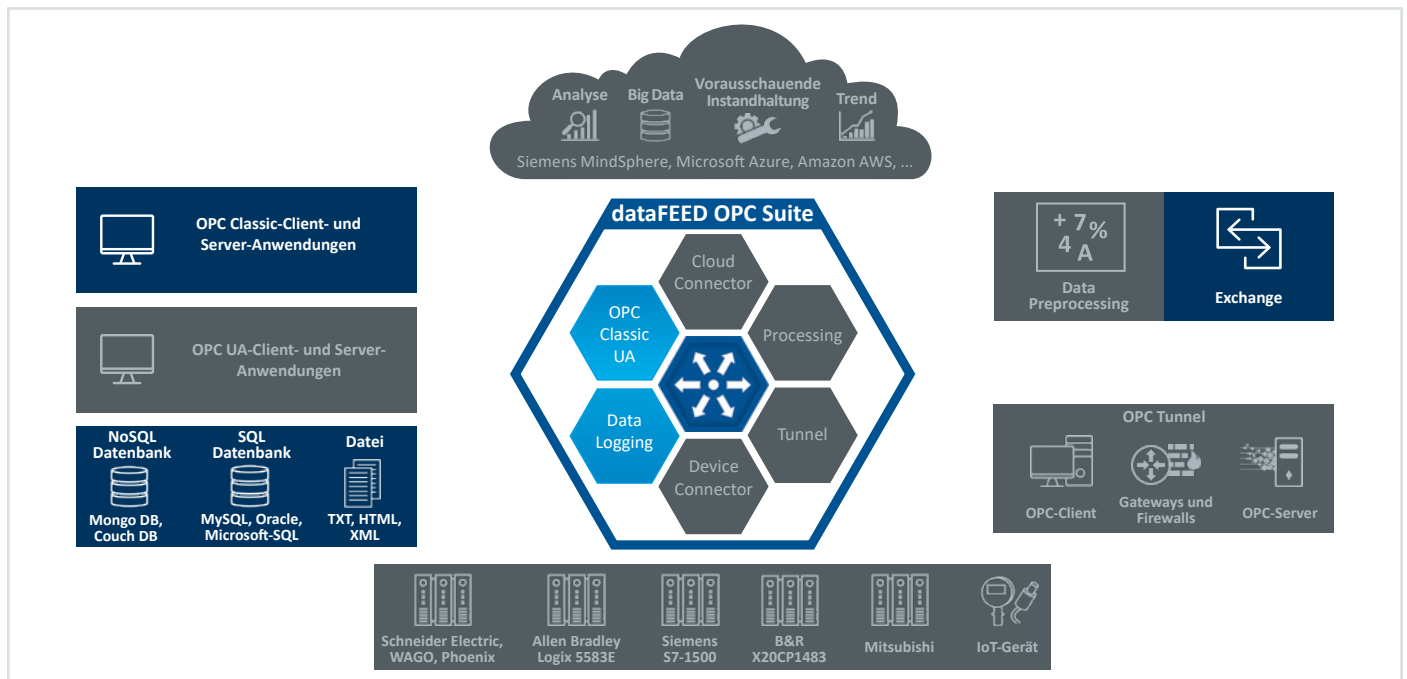 Analyse
Big Data
Vorausschauende
Instandhaltung
Trend
Siemens MindSphere, Microsoft Azure, Amazon AWS, ...
OPC Classic-Client- und
Server-Anwendungen
OPC UA-Client- und Server-
Anwendungen
NoSQL
Datenbank
Mongo DB,
Couch DB
SQL
Datenbank
MySQL, Oracle,
Microsoft-SQL
Datei
TXT, HTML,
XML
dataFEED OPC Suite
Cloud
Connector
OPC
Classic
UA
Processing
Data
Logging
Tunnel
Device
Connector
+ 7%
4 A
Data
Preprocessing
Exchange
OPC Tunnel
OPC-Client
Gateways und
Firewalls
OPC-Server
Schneider Electric,
WAGO, Phoenix
Allen Bradley
Logix 5583E
Siemens
S7-1500
B&R
X20CP1483
Mitsubishi
IoT-Gerät